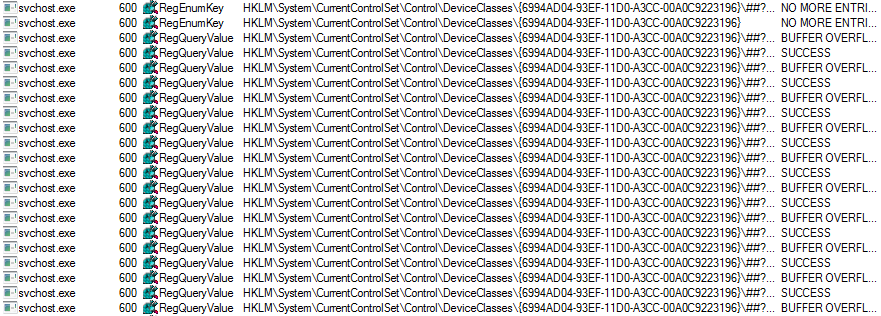 svchost.exe 600 RegEnumKey HKLM\System\CurrentControlSet\Control\DeviceClasses\{6994AD04-93EF-11D0-A3CC-00A0C9223196}\##?... NO MORE ENTRI...
svchost.exe 600 RegEnumKey HKLM\System\CurrentControlSet\Control\DeviceClasses\{6994AD04-93EF-11D0-A3CC-00A0C9223196} NO MORE ENTRI...
svchost.exe 600 RegQueryValue HKLM\System\CurrentControlSet\Control\DeviceClasses\{6994AD04-93EF-11D0-A3CC-00A0C9223196}\##?... BUFFER OVERFL...
svchost.exe 600 RegQueryValue HKLM\System\CurrentControlSet\Control\DeviceClasses\{6994AD04-93EF-11D0-A3CC-00A0C9223196}\##?... SUCCESS
svchost.exe 600 RegQueryValue HKLM\System\CurrentControlSet\Control\DeviceClasses\{6994AD04-93EF-11D0-A3CC-00A0C9223196}\##?... BUFFER OVERFL...
svchost.exe 600 RegQueryValue HKLM\System\CurrentControlSet\Control\DeviceClasses\{6994AD04-93EF-11D0-A3CC-00A0C9223196}\##?... SUCCESS
svchost.exe 600 RegQueryValue HKLM\System\CurrentControlSet\Control\DeviceClasses\{6994AD04-93EF-11D0-A3CC-00A0C9223196}\##?... BUFFER OVERFL...
svchost.exe 600 RegQueryValue HKLM\System\CurrentControlSet\Control\DeviceClasses\{6994AD04-93EF-11D0-A3CC-00A0C9223196}\##?... SUCCESS
svchost.exe 600 RegQueryValue HKLM\System\CurrentControlSet\Control\DeviceClasses\{6994AD04-93EF-11D0-A3CC-00A0C9223196}\##?... BUFFER OVERFL...
svchost.exe 600 RegQueryValue HKLM\System\CurrentControlSet\Control\DeviceClasses\{6994AD04-93EF-11D0-A3CC-00A0C9223196}\##?... SUCCESS
svchost.exe 600 RegQueryValue HKLM\System\CurrentControlSet\Control\DeviceClasses\{6994AD04-93EF-11D0-A3CC-00A0C9223196}\##?... BUFFER OVERFL...
svchost.exe 600 RegQueryValue HKLM\System\CurrentControlSet\Control\DeviceClasses\{6994AD04-93EF-11D0-A3CC-00A0C9223196}\##?... SUCCESS
svchost.exe 600 RegQueryValue HKLM\System\CurrentControlSet\Control\DeviceClasses\{6994AD04-93EF-11D0-A3CC-00A0C9223196}\##?... BUFFER OVERFL...
svchost.exe 600 RegQueryValue HKLM\System\CurrentControlSet\Control\DeviceClasses\{6994AD04-93EF-11D0-A3CC-00A0C9223196}\##?... SUCCESS
svchost.exe 600 RegQueryValue HKLM\System\CurrentControlSet\Control\DeviceClasses\{6994AD04-93EF-11D0-A3CC-00A0C9223196}\##?... BUFFER OVERFL...
svchost.exe 600 RegQueryValue HKLM\System\CurrentControlSet\Control\DeviceClasses\{6994AD04-93EF-11D0-A3CC-00A0C9223196}\##?... SUCCESS
svchost.exe 600 RegQueryValue HKLM\System\CurrentControlSet\Control\DeviceClasses\{6994AD04-93EF-11D0-A3CC-00A0C9223196}\##?... BUFFER OVERFL...
svchost.exe 600 RegQueryValue HKLM\System\CurrentControlSet\Control\DeviceClasses\{6994AD04-93EF-11D0-A3CC-00A0C9223196}\##?... SUCCESS
svchost.exe 600 RegQueryValue HKLM\System\CurrentControlSet\Control\DeviceClasses\{6994AD04-93EF-11D0-A3CC-00A0C9223196}\##?... BUFFER OVERFL...
svchost.exe 600 RegQueryValue HKLM\System\CurrentControlSet\Control\DeviceClasses\{6994AD04-93EF-11D0-A3CC-00A0C9223196}\##?... SUCCESS
svchost.exe 600 RegQueryValue HKLM\System\CurrentControlSet\Control\DeviceClasses\{6994AD04-93EF-11D0-A3CC-00A0C9223196}\##?... BUFFER OVERFL...